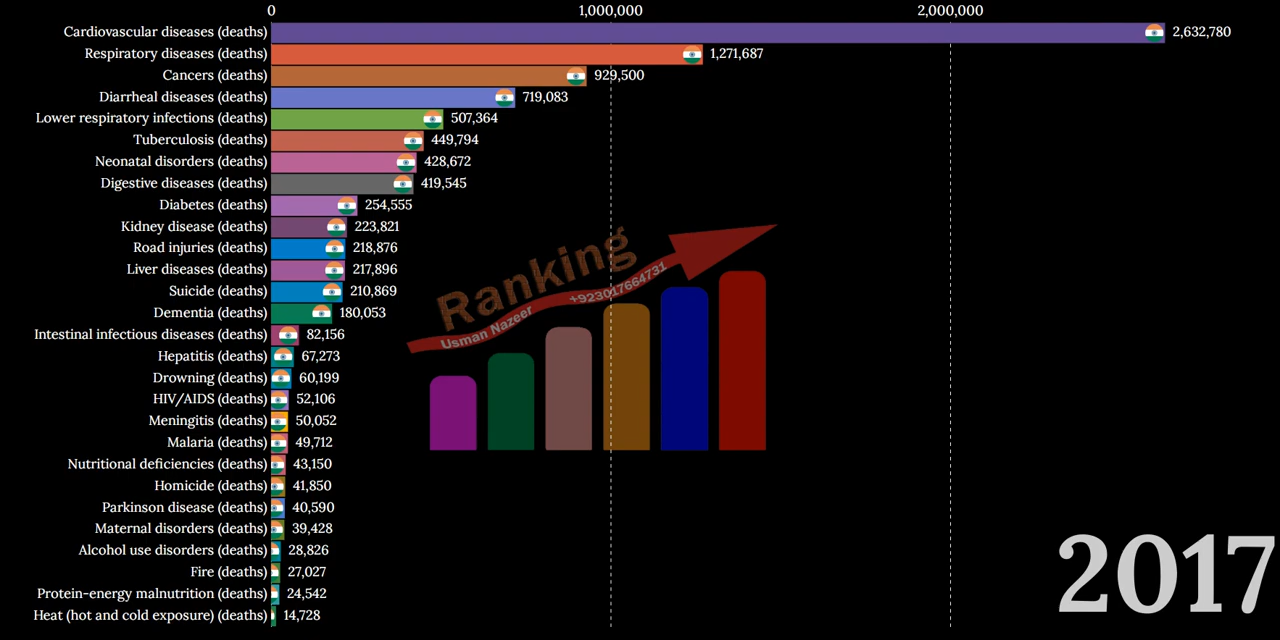 0 1,000,000 2,000,000
Cardiovascular diseases (deaths) 2,632,780
Respiratory diseases (deaths) 1,271,687
Cancers (deaths) 929,500
Diarrheal diseases (deaths) 719,083
Lower respiratory infections (deaths) 507,364
Tuberculosis (deaths) 449,794
Neonatal disorders (deaths) 428,672
Digestive diseases (deaths) 419,545
Diabetes (deaths) 254,555
Kidney disease (deaths) 223,821
Road injuries (deaths) 218,876
Liver diseases (deaths) 217,896
Suicide (deaths) 210,869
Dementia (deaths) 180,053
Intestinal infectious diseases (deaths) 82,156
Hepatitis (deaths) 67,273
Drowning (deaths) 60,199
HIV/AIDS (deaths) 52,106
Meningitis (deaths) 50,052
Malaria (deaths) 49,712
Nutritional deficiencies (deaths) 43,150
Homicide (deaths) 41,850
Parkinson disease (deaths) 40,590
Maternal disorders (deaths) 39,428
Alcohol use disorders (deaths) 28,826
Fire (deaths) 27,027
Protein-energy malnutrition (deaths) 24,542
Heat (hot and cold exposure) (deaths) 14,728
Ranking
Usman Nazeer +923017664731
2017